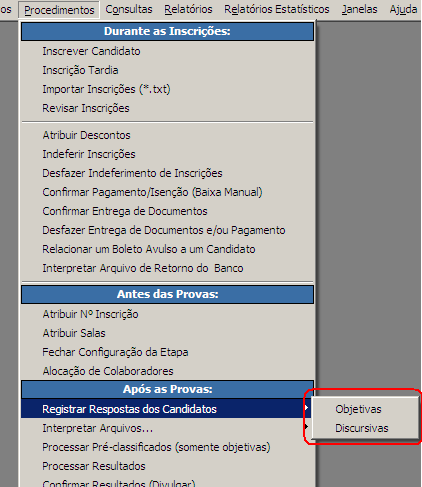 os Procedimentos Consultas Relatórios Relatórios Estatísticos Janelas Ajuda
Durante as Inscrições:
Inscrever Candidato
Inscrição Tardia
Importar Inscrições (*.txt)
Revisar Inscrições
Atribuir Descontos
Indeferir Inscrições
Desfazer Indeferimento de Inscrições
Confirmar Pagamento/Isenção (Baixa Manual)
Confirmar Entrega de Documentos
Desfazer Entrega de Documentos e/ou Pagamento
Relacionar um Boleto Avulso a um Candidato
Interpretar Arquivo de Retorno do Banco
Antes das Provas:
Atribuir Nº Inscrição
Atribuir Salas
Fechar Configuração da Etapa
Alocação de Colaboradores
Após as Provas:
Registrar Respostas dos Candidatos
Objetivas
Discursivas
Interpretar Arquivos...
Processar Pré-classificados (somente objetivas)
Processar Resultados
Confirmar Resultados (Divulgar)